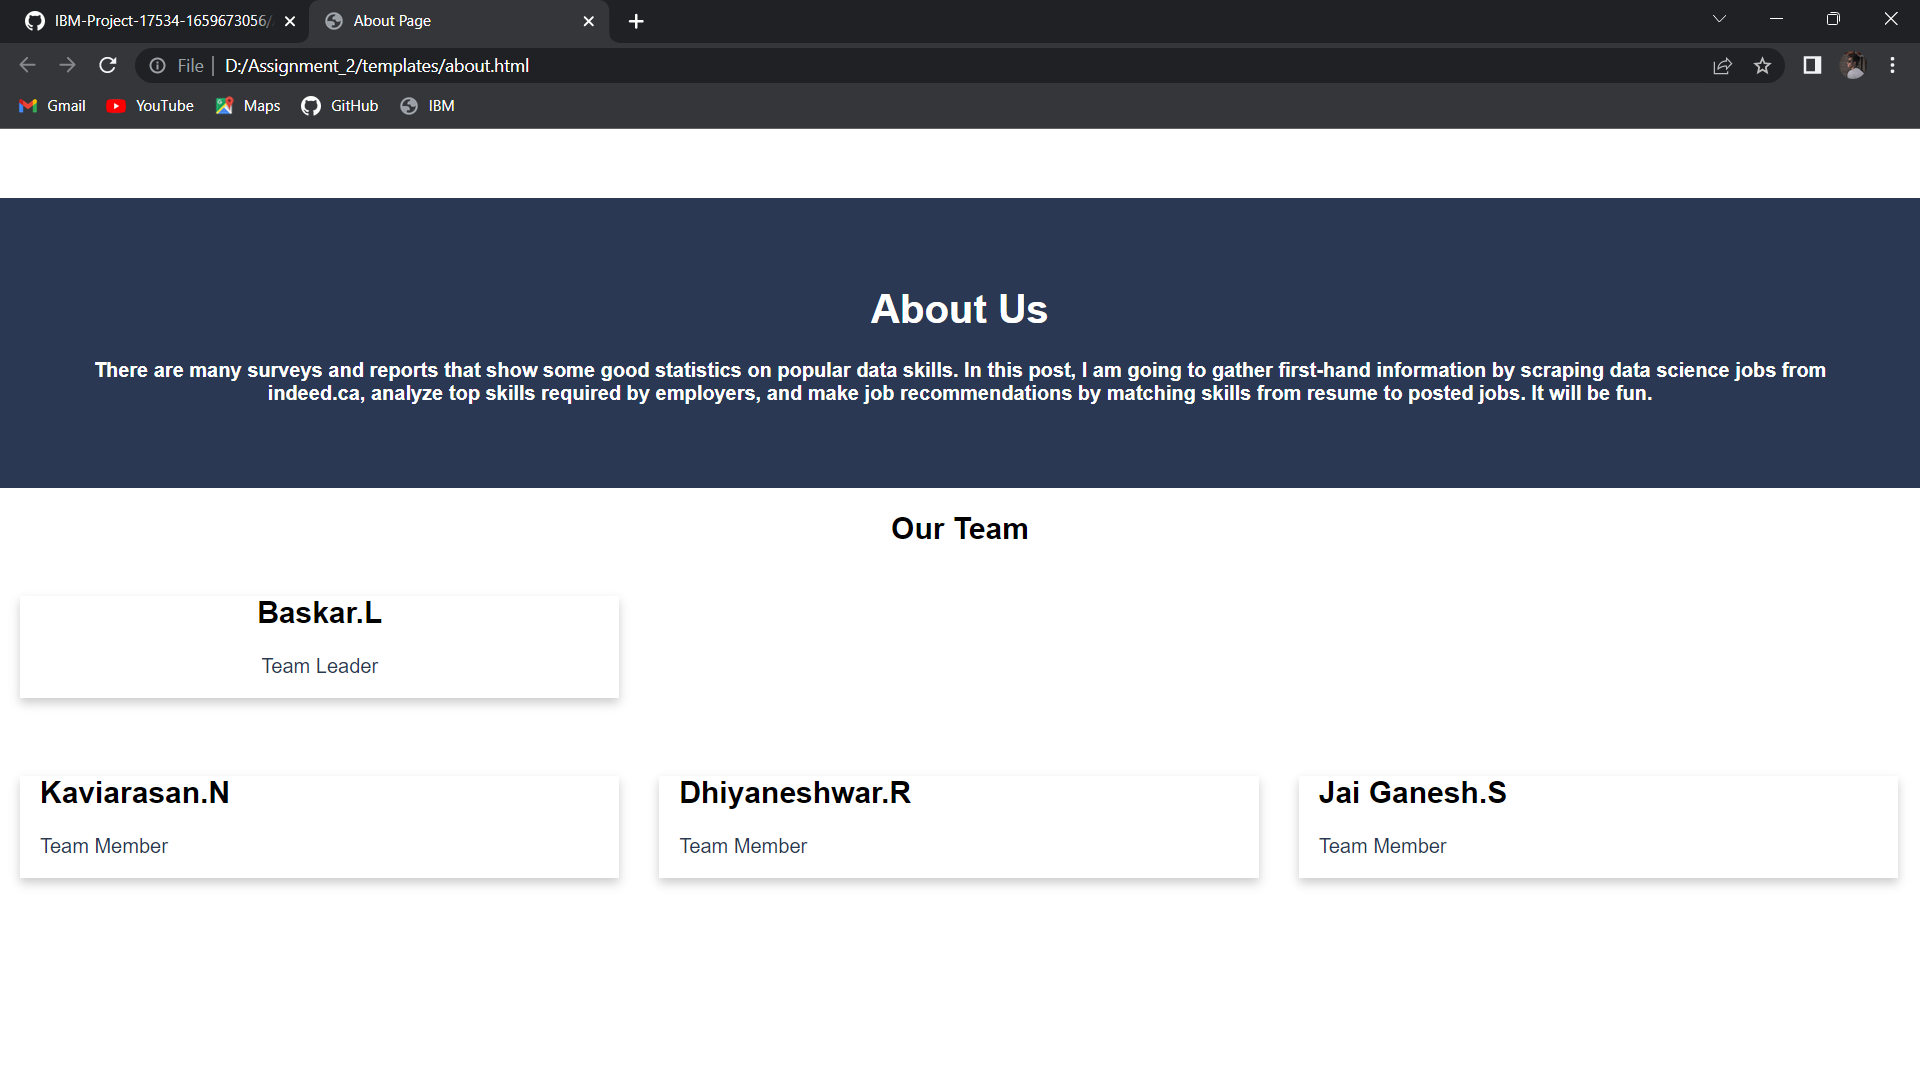 IBM-Project-17534-1659673056/
About Page
File
D:/Assignment_2/templates/about.html
Gmail
YouTube
Maps
GitHub
IBM
About Us
There are many surveys and reports that show some good statistics on popular data skills. In this post, I am going to gather first-hand information by scraping data science jobs from
indeed.ca, analyze top skills required by employers, and make job recommendations by matching skills from resume to posted jobs. It will be fun.
Our Team
Baskar.L
Team Leader
Kaviarasan.N
Team Member
Dhiyaneshwar.R
Team Member
Jai Ganesh.S
Team Member